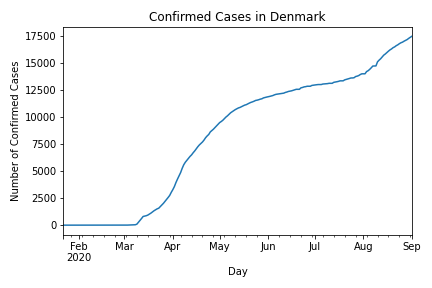 Confirmed Cases in Denmark
Number of Confirmed Cases
17500
15000
12500
10000
7500
5000
2500
0
Feb Mar Apr May Jun Jul Aug Sep
2020
Day